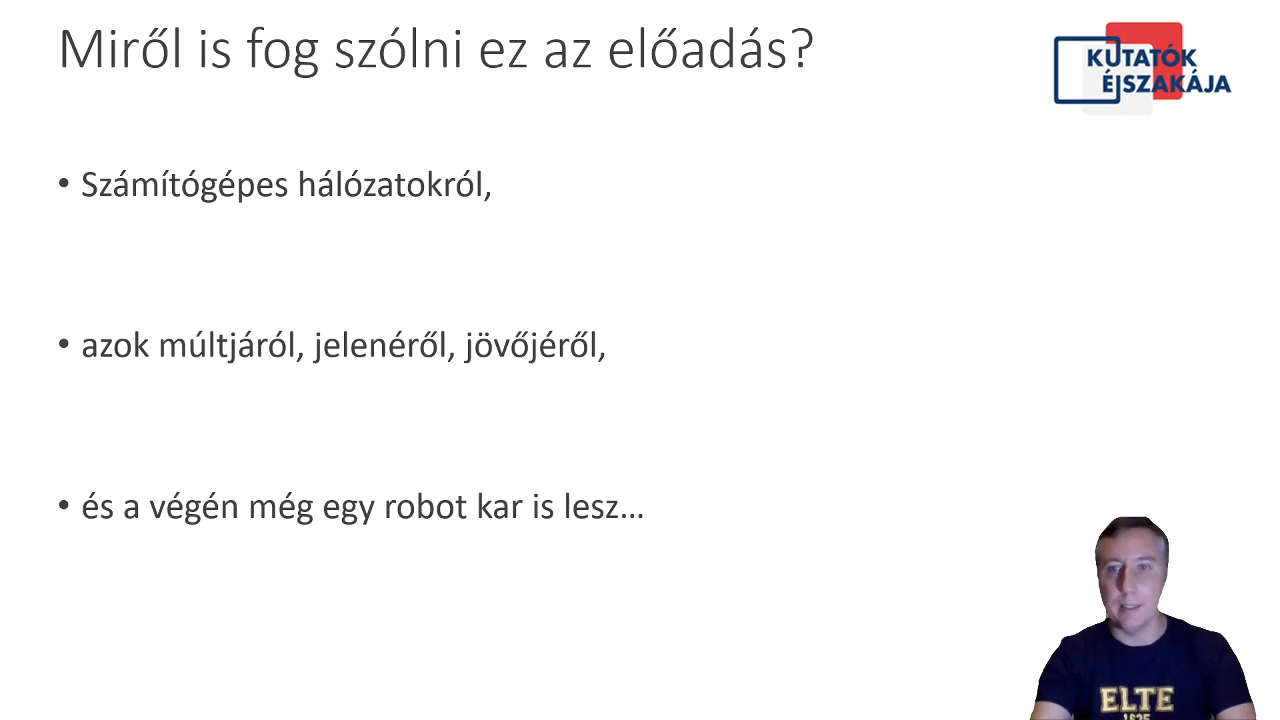 Miről is fog szólni ez az előadás?
KUTATÓK
ÉJSZAKÁJA
• Számítógépes hálózatokról,
• azok múltjáról, jelenéről, jövőjéről,
• és a végén még egy robot kar is lesz…
ELTE
1635